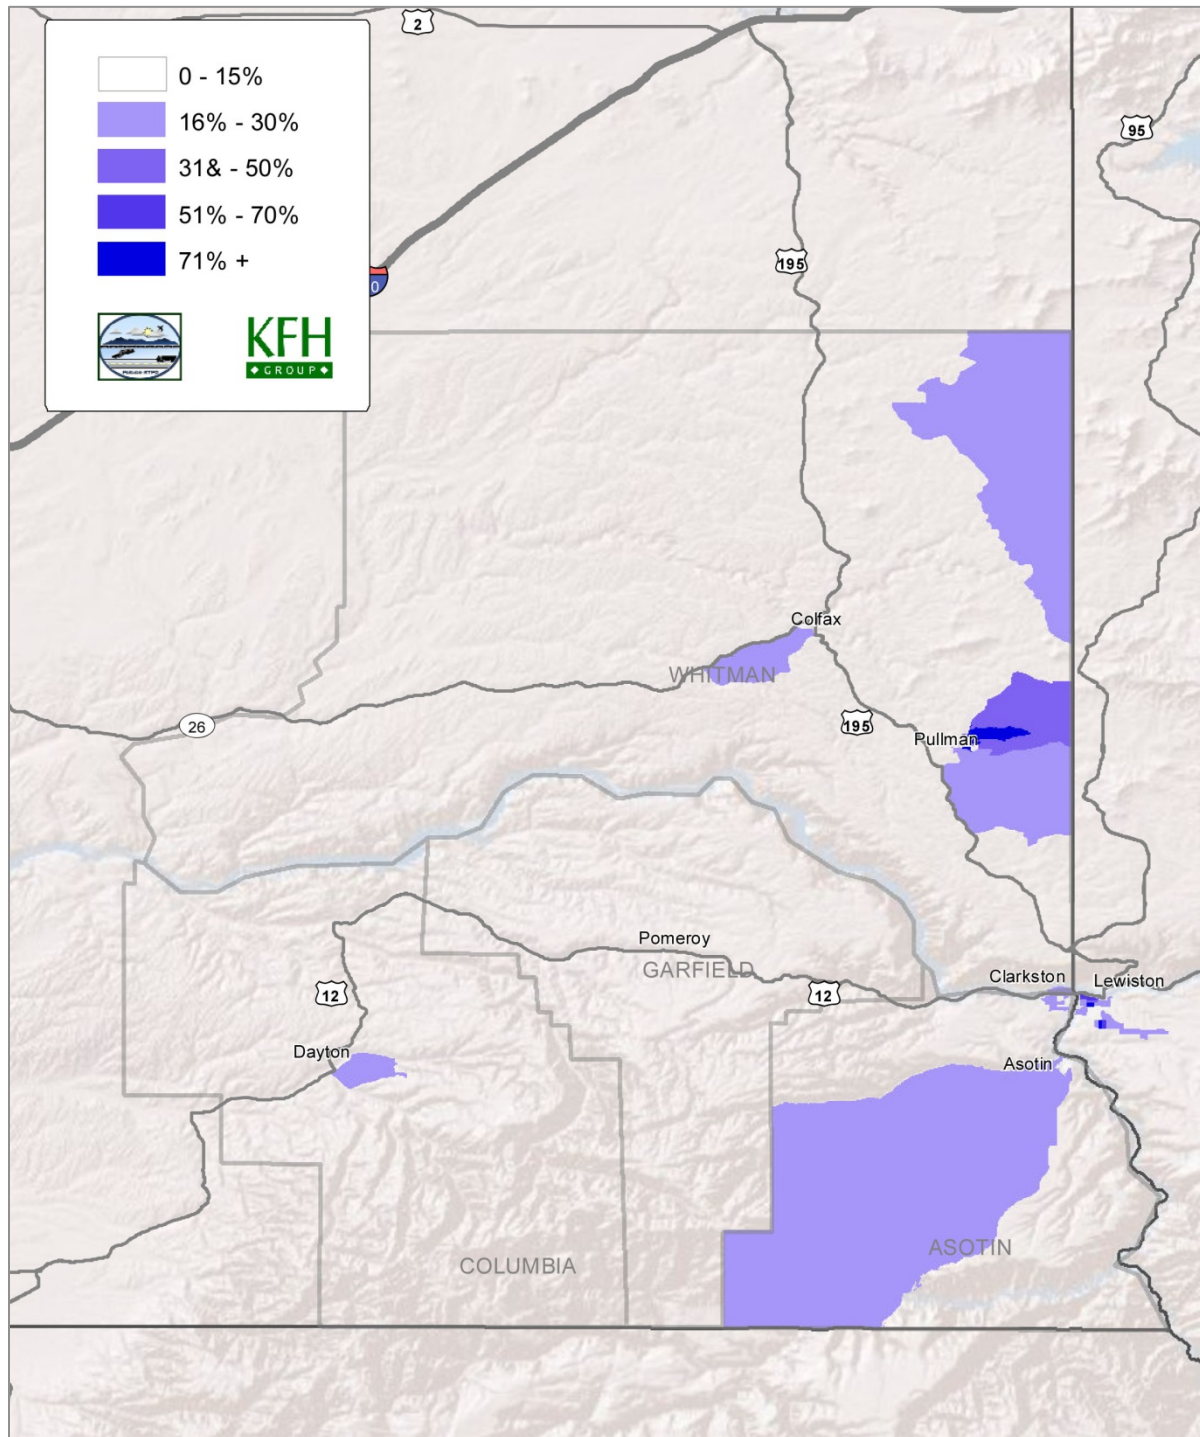 2
0 - 15%
16% - 30%
31& - 50%
51% - 70%
71% +
KFH
GROUP
0
95
195
Colfax
WHITMAN
26
195
Pullman
Pomeroy
GARFIELD
12
12
Clarkston
Lewiston
Dayton
Asotin
ASOTIN
COLUMBIA